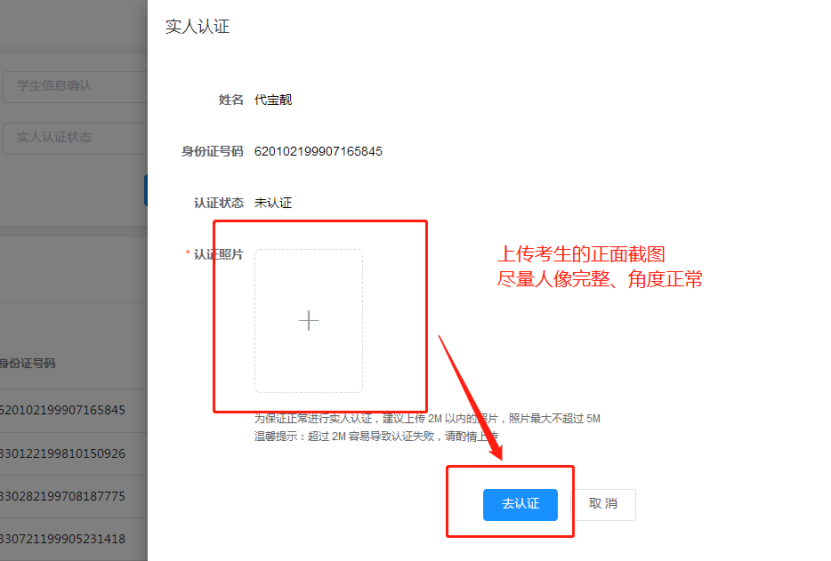 实人认证
学生信息确认
实人认证状态
姓名 代宝靓
身份证号码 620102199907165845
认证状态 未认证
* 认证照片
上传考生的正面截图
尽量人像完整、角度正常
为保证正常进行实人认证，建议上传 2M 以内的照片，照片最大不超过 5M
温馨提示：超过 2M 容易导致认证失败，请酌情上传
去认证 取 消
身份证号码
620102199907165845
330122199810150926
330282199708187775
330721199905231418